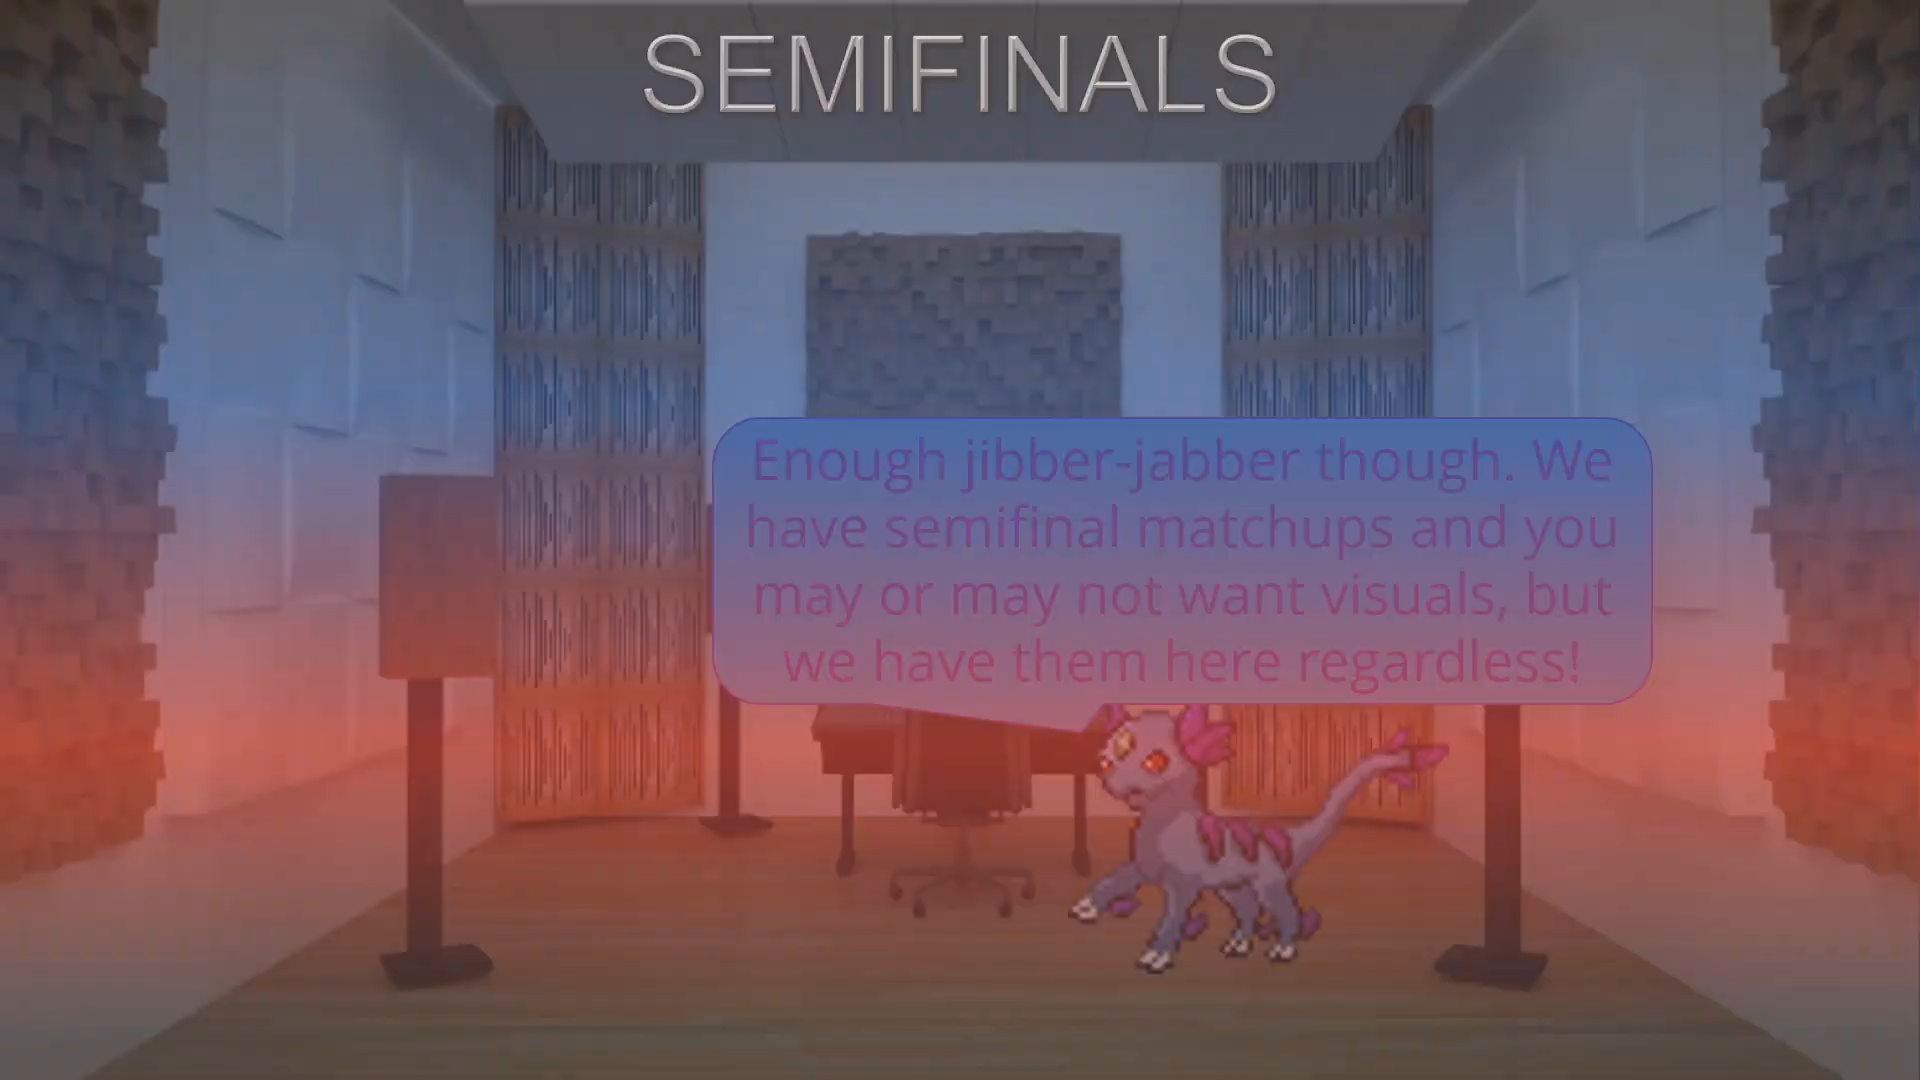 SEMIFINALS
Enough jibber-jabber though. We
have semifinal matchups and you
may or may not want visuals, but
we have them here regardless!